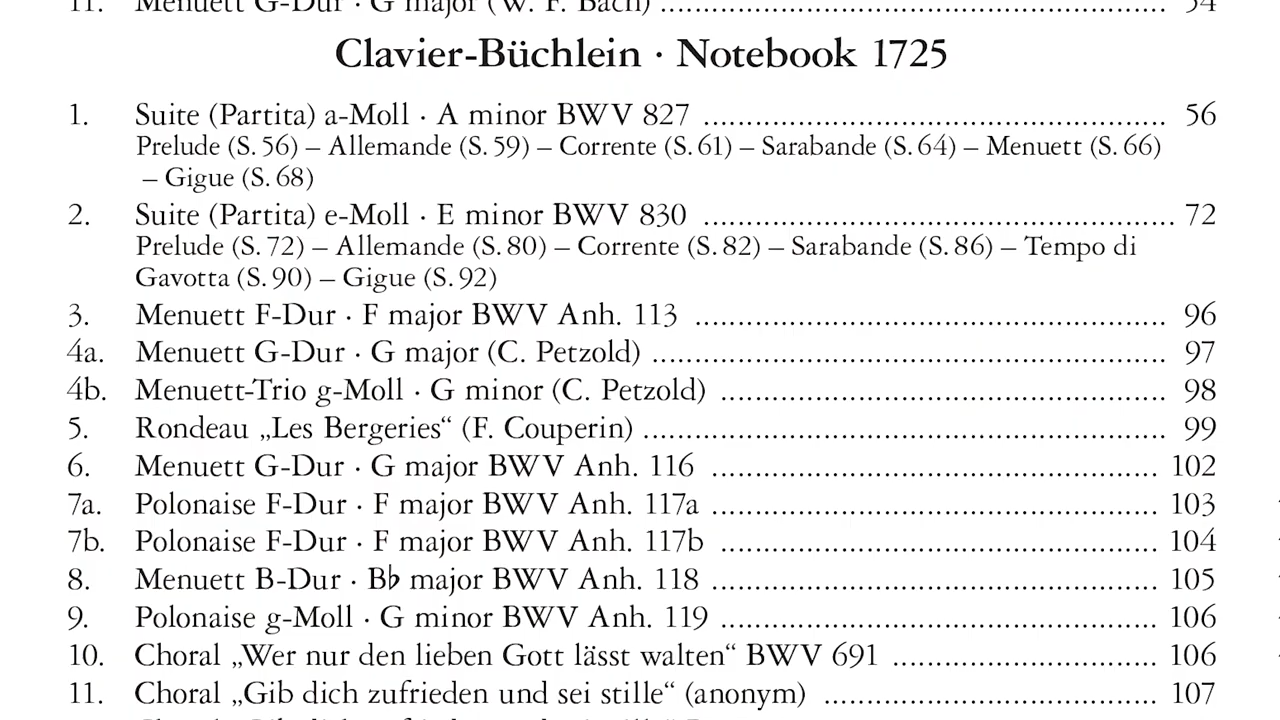 11. Menuett G-Dur · G major (W. F. Bach) ........ 54
Clavier-Büchlein · Notebook 1725
1. Suite (Partita) a-Moll · A minor BWV 827 ........ 56
Prelude (S. 56) – Allemande (S. 59) – Corrente (S. 61) – Sarabande (S. 64) – Menuett (S. 66)
– Gigue (S. 68)
2. Suite (Partita) e-Moll · E minor BWV 830 ........ 72
Prelude (S. 72) – Allemande (S. 80) – Corrente (S. 82) – Sarabande (S. 86) – Tempo di
Gavotta (S. 90) – Gigue (S. 92)
3. Menuett F-Dur · F major BWV Anh. 113 ........ 96
4a. Menuett G-Dur · G major (C. Petzold) ........ 97
4b. Menuett-Trio g-Moll · G minor (C. Petzold) ........ 98
5. Rondeau „Les Bergeries“ (F. Couperin) ........ 99
6. Menuett G-Dur · G major BWV Anh. 116 ........ 102
7a. Polonaise F-Dur · F major BWV Anh. 117a ........ 103
7b. Polonaise F-Dur · F major BWV Anh. 117b ........ 104
8. Menuett B-Dur · B♭ major BWV Anh. 118 ........ 105
9. Polonaise g-Moll · G minor BWV Anh. 119 ........ 106
10. Choral „Wer nur den lieben Gott lässt walten“ BWV 691 ........ 106
11. Choral „Gib dich zufrieden und sei stille“ (anonym) ........ 107